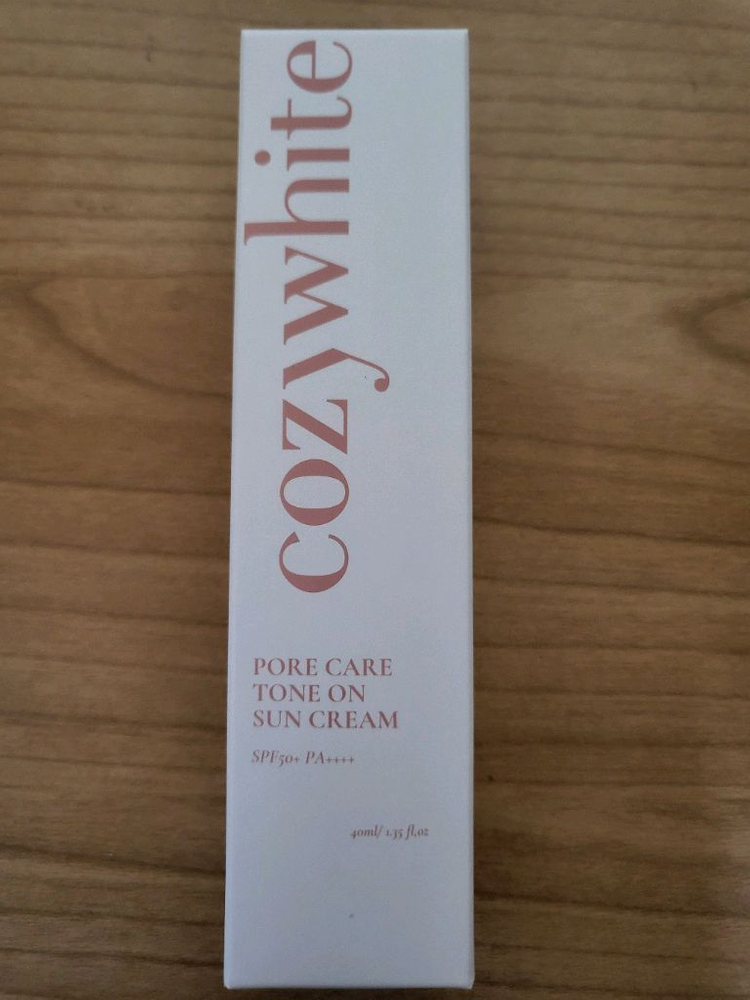 cozywhite
PORE CARE
TONE ON
SUN CREAM
SPF50+ PA++++
40ml/ 1.35 fl,oz